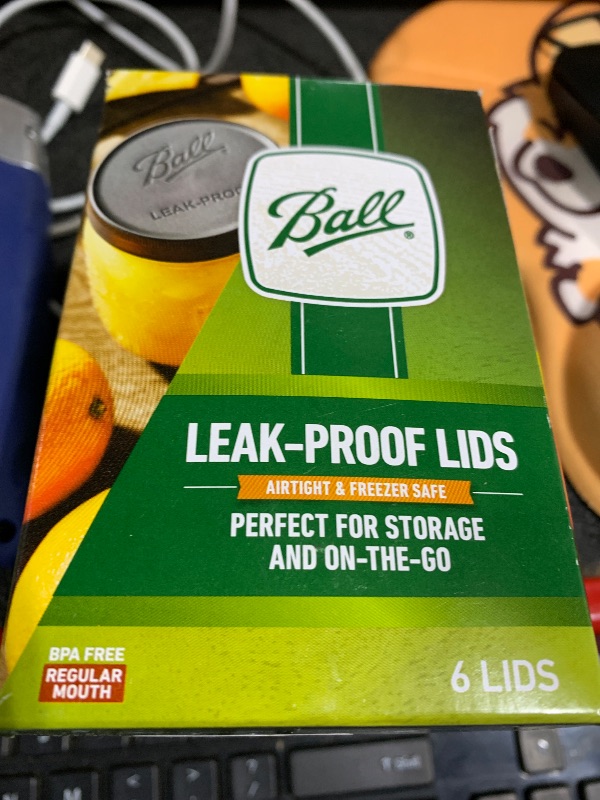 Ball
LEAK-PROOF
Ball®
LEAK-PROOF LIDS
AIRTIGHT & FREEZER SAFE
PERFECT FOR STORAGE
AND ON-THE-GO
BPA FREE
REGULAR
MOUTH
6 LIDS
M
<
>
?